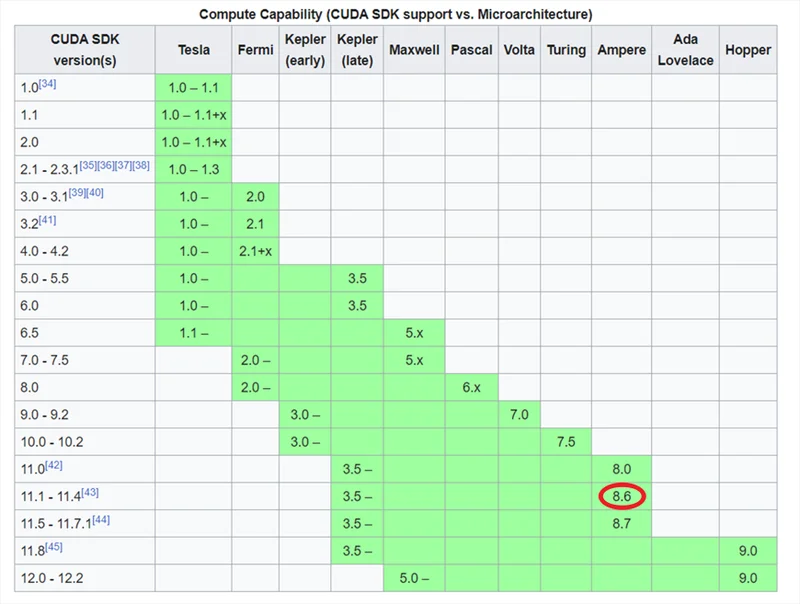 Compute Capability (CUDA SDK support vs. Microarchitecture)
CUDA SDK version(s) Tesla Fermi Kepler (early) Kepler (late) Maxwell Pascal Volta Turing Ampere Ada Lovelace Hopper
1.0[34] 1.0 – 1.1
1.1 1.0 – 1.1+x
2.0 1.0 – 1.1+x
2.1 - 2.3.1[35][36][37][38] 1.0 – 1.3
3.0 - 3.1[39][40] 1.0 – 2.0
3.2[41] 1.0 – 2.1
4.0 - 4.2 1.0 – 2.1+x
5.0 - 5.5 1.0 – 3.5
6.0 1.0 – 3.5
6.5 1.1 – 5.x
7.0 - 7.5 2.0 – 5.x
8.0 2.0 – 6.x
9.0 - 9.2 3.0 – 7.0
10.0 - 10.2 3.0 – 7.5
11.0[42] 3.5 – 8.0
11.1 - 11.4[43] 3.5 – 8.6
11.5 - 11.7.1[44] 3.5 – 8.7
11.8[45] 3.5 – 9.0
12.0 - 12.2 5.0 – 9.0